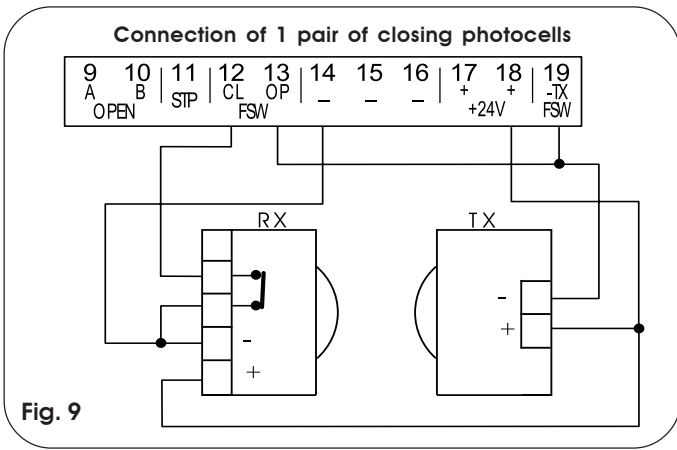 Connection of 1 pair of closing photocells
9 10 11 12 13 14 15 16 17 18 19
A B STP CL OP – – – + + -TX
OPEN FSW +24V FSW
RX TX
-
+
-
+
Fig. 9